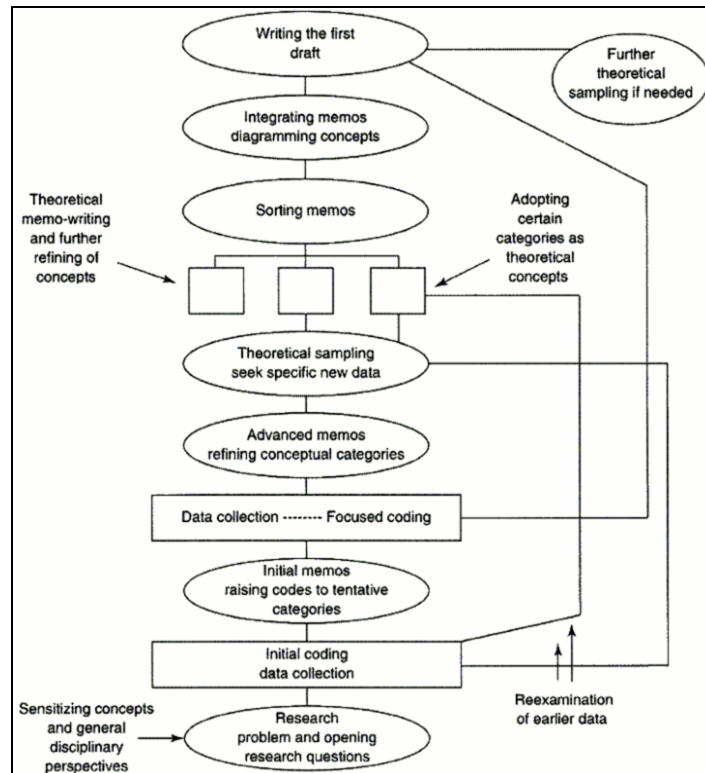 Writing the first
draft
Further
theoretical
sampling if needed
Integrating memos
diagramming concepts
Theoretical
memo-writing
and further
refining of
concepts
Sorting memos
Adopting
certain
categories as
theoretical
concepts
Theoretical sampling
seek specific new data
Advanced memos
refining conceptual categories
Data collection -------- Focused coding
Initial memos
raising codes to tentative
categories
Initial coding
data collection
Reexamination
of earlier data
Sensitizing concepts
and general
disciplinary
perspectives
Research
problem and opening
research questions